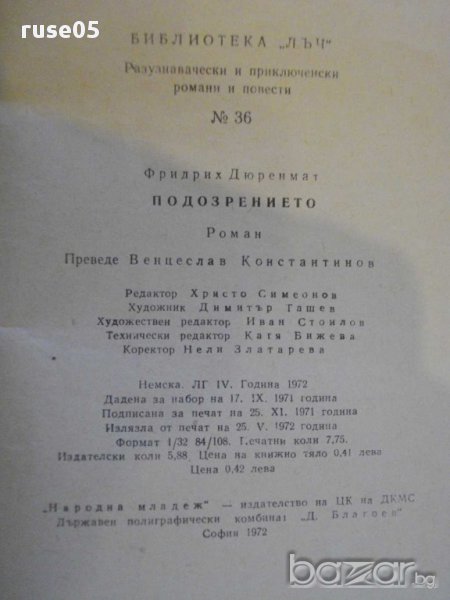 ruse05
БИБЛИОТЕКА „ЛЪЧ“
Разузнавачески и приключенски
романи и повести
№ 36
Фридрих Дюренмат
ПОДОЗРЕНИЕТО
Роман
Преведе Венцеслав Константинов
Редактор Христо Симеонов
Художник Димитър Ташев
Художествен редактор Иван Стоилов
Технически редактор Катя Бижева
Коректор Нели Златарева
Немска. ЛГ IV. Година 1972
Дадена за набор на 17. IX. 1971 година
Подписана за печат на 25. XI. 1971 година
Излязла от печат на 25. V. 1972 година
Формат 1/32 84/108. Печатни коли 7,75.
Издателски коли 5,88. Цена на книжно тяло 0,41 лева
Цена 0,42 лева
„Народна младеж“ — издателство на ЦК на ДКМС
Държавен полиграфически комбинат „Д. Благоев“
София 1972
bazar.bg